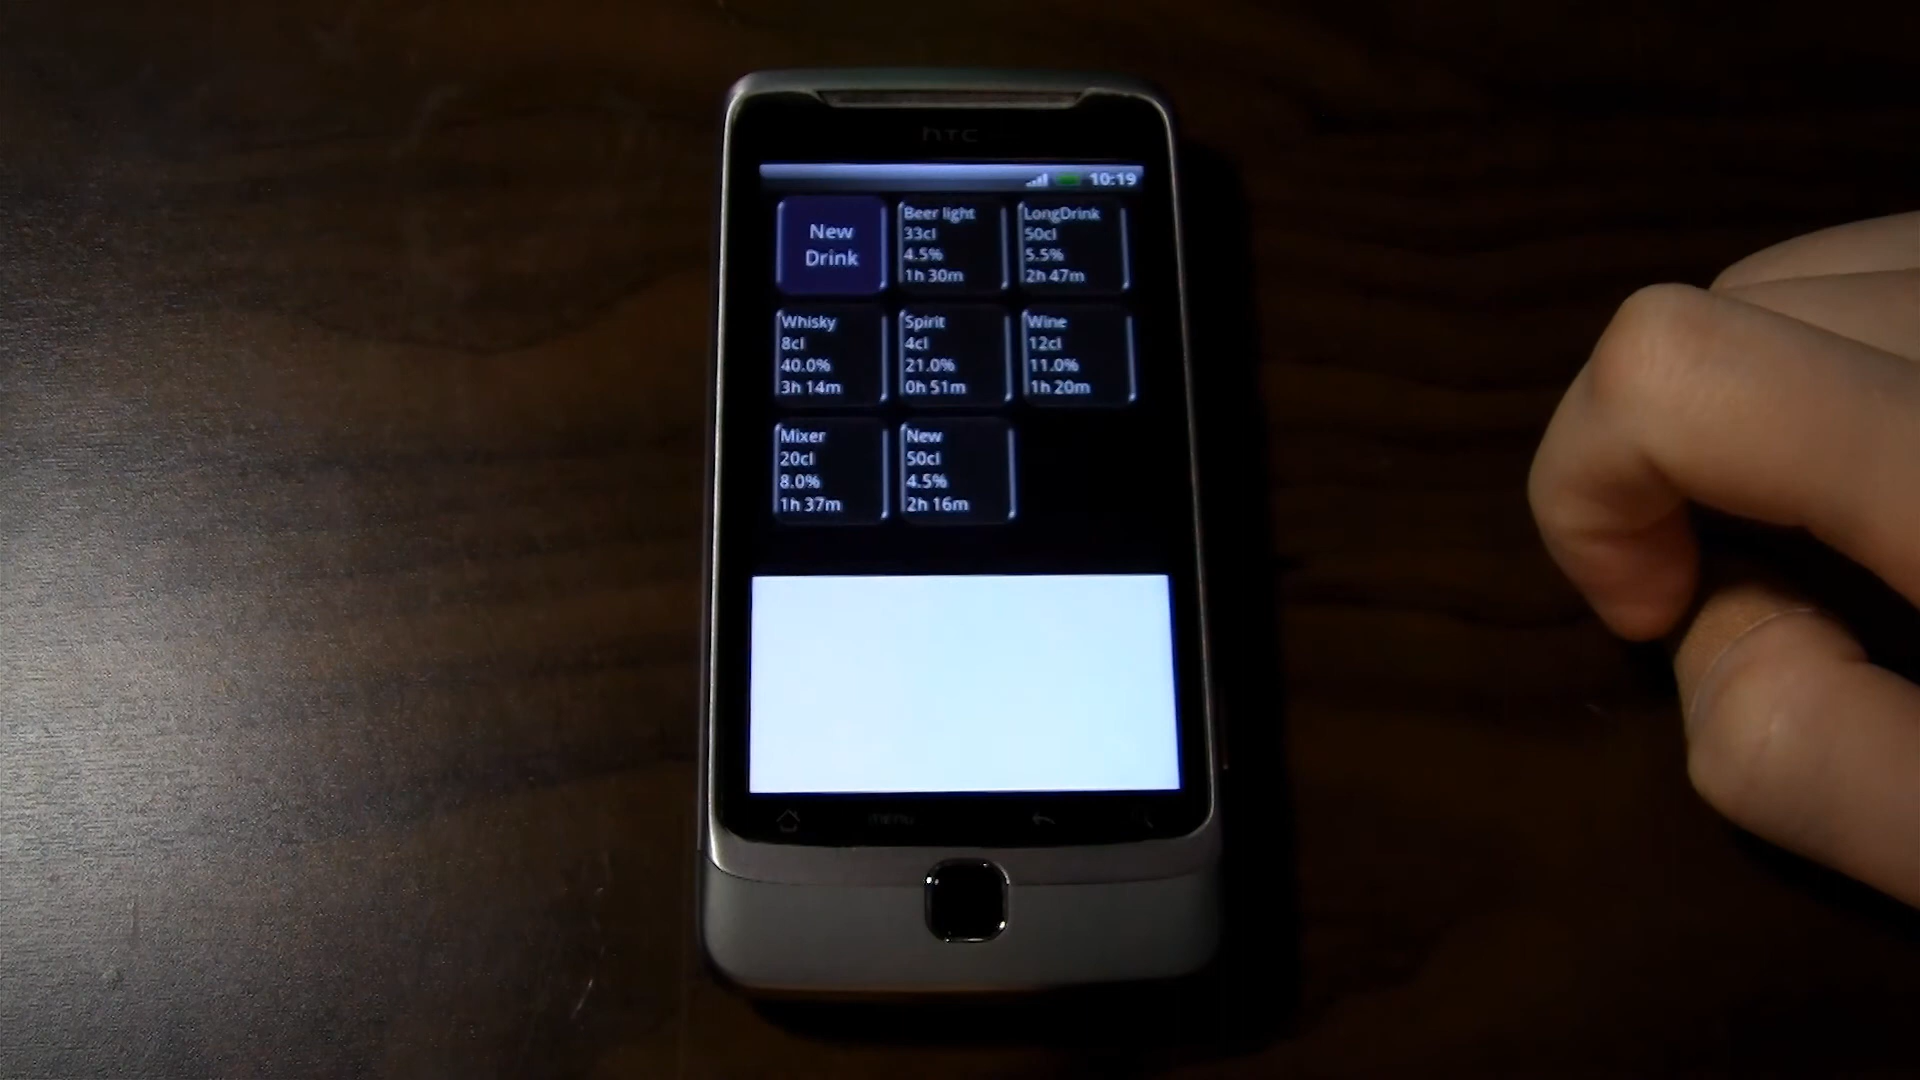 hTC
10:19
New
Drink
Beer light
33cl
4.5%
1h 30m
LongDrink
50cl
5.5%
2h 47m
Whisky
8cl
40.0%
3h 14m
Spirit
4cl
21.0%
0h 51m
Wine
12cl
11.0%
1h 20m
Mixer
20cl
8.0%
1h 37m
New
50cl
4.5%
2h 16m
menu